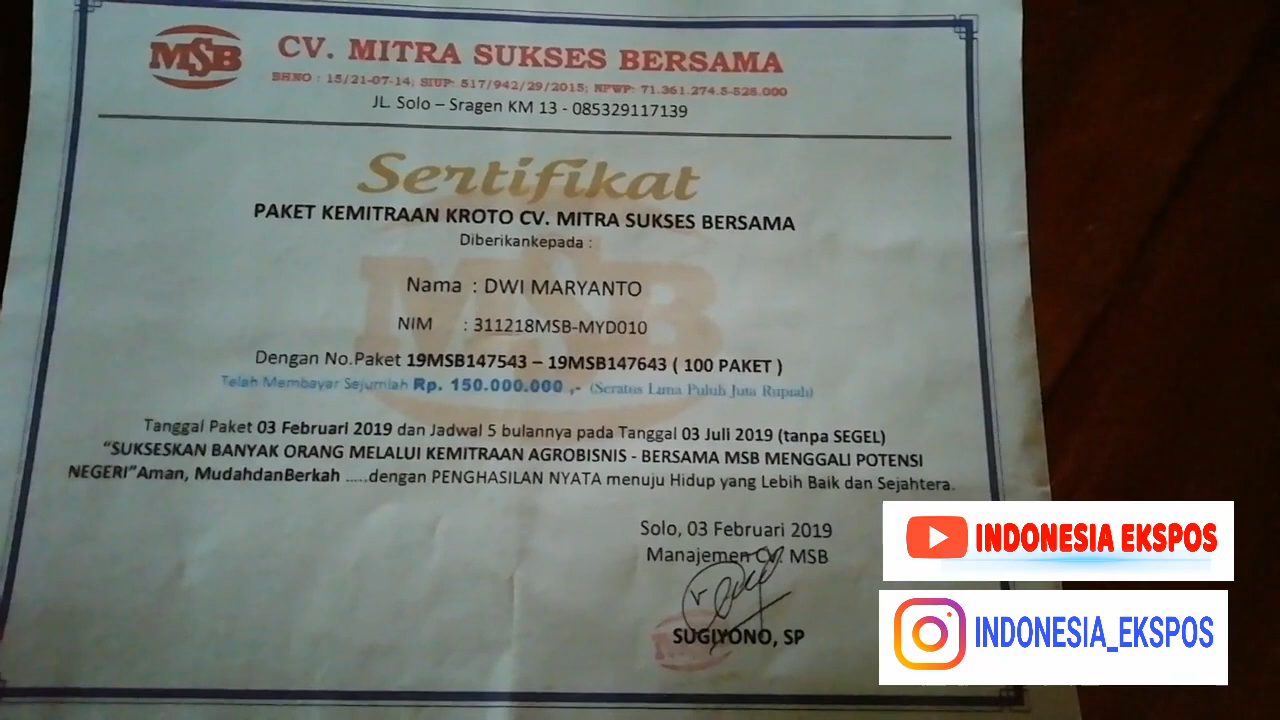 MSB
CV. MITRA SUKSES BERSAMA
BHNO : 15/21-07-14; SIUP: 517/942/29/2015; NPWP: 71.361.274.5-528.000
JL. Solo – Sragen KM 13 - 085329117139
Sertifikat
PAKET KEMITRAAN KROTO CV. MITRA SUKSES BERSAMA
Diberikankepada :
MSB
Nama : DWI MARYANTO
NIM : 311218MSB-MYD010
Dengan No.Paket 19MSB147543 – 19MSB147643 ( 100 PAKET )
Telah Membayar Sejumlah Rp. 150.000.000 ,- (Seratus Lima Puluh Juta Rupiah)
Tanggal Paket 03 Februari 2019 dan Jadwal 5 bulannya pada Tanggal 03 Juli 2019 (tanpa SEGEL)
“SUKSESKAN BANYAK ORANG MELALUI KEMITRAAN AGROBISNIS - BERSAMA MSB MENGGALI POTENSI
NEGERI”Aman, MudahdanBerkah .....dengan PENGHASILAN NYATA menuju Hidup yang Lebih Baik dan Sejahtera.
Solo, 03 Februari 2019
Manajemen CV. MSB
SUGIYONO, SP
INDONESIA EKSPOS
INDONESIA_EKSPOS